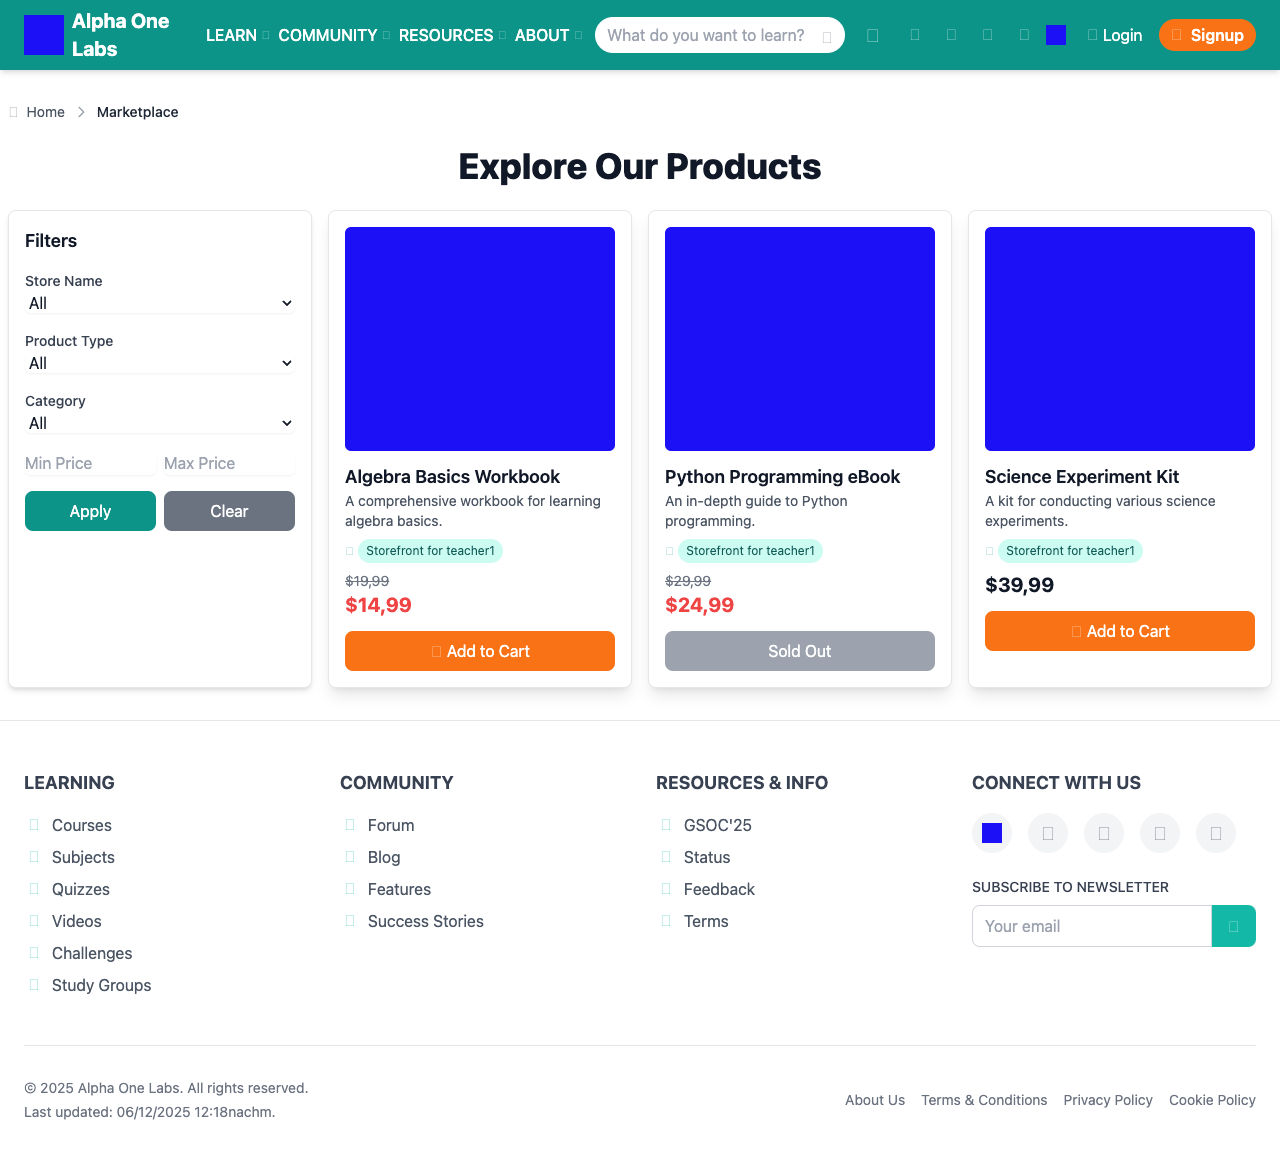 Alpha One
Labs
LEARN COMMUNITY RESOURCES ABOUT What do you want to learn? Login Signup
Home Marketplace
Explore Our Products
Filters
Store Name
All
Product Type
All
Category
All
Min Price Max Price
Apply Clear
Algebra Basics Workbook
A comprehensive workbook for learning
algebra basics.
Storefront for teacher1
$19,99
$14,99
Add to Cart
Python Programming eBook
An in-depth guide to Python
programming.
Storefront for teacher1
$29,99
$24,99
Sold Out
Science Experiment Kit
A kit for conducting various science
experiments.
Storefront for teacher1
$39,99
Add to Cart
LEARNING
Courses
Subjects
Quizzes
Videos
Challenges
Study Groups
COMMUNITY
Forum
Blog
Features
Success Stories
RESOURCES & INFO
GSOC'25
Status
Feedback
Terms
CONNECT WITH US
SUBSCRIBE TO NEWSLETTER
Your email
© 2025 Alpha One Labs. All rights reserved.
Last updated: 06/12/2025 12:18nachm.
About Us Terms & Conditions Privacy Policy Cookie Policy